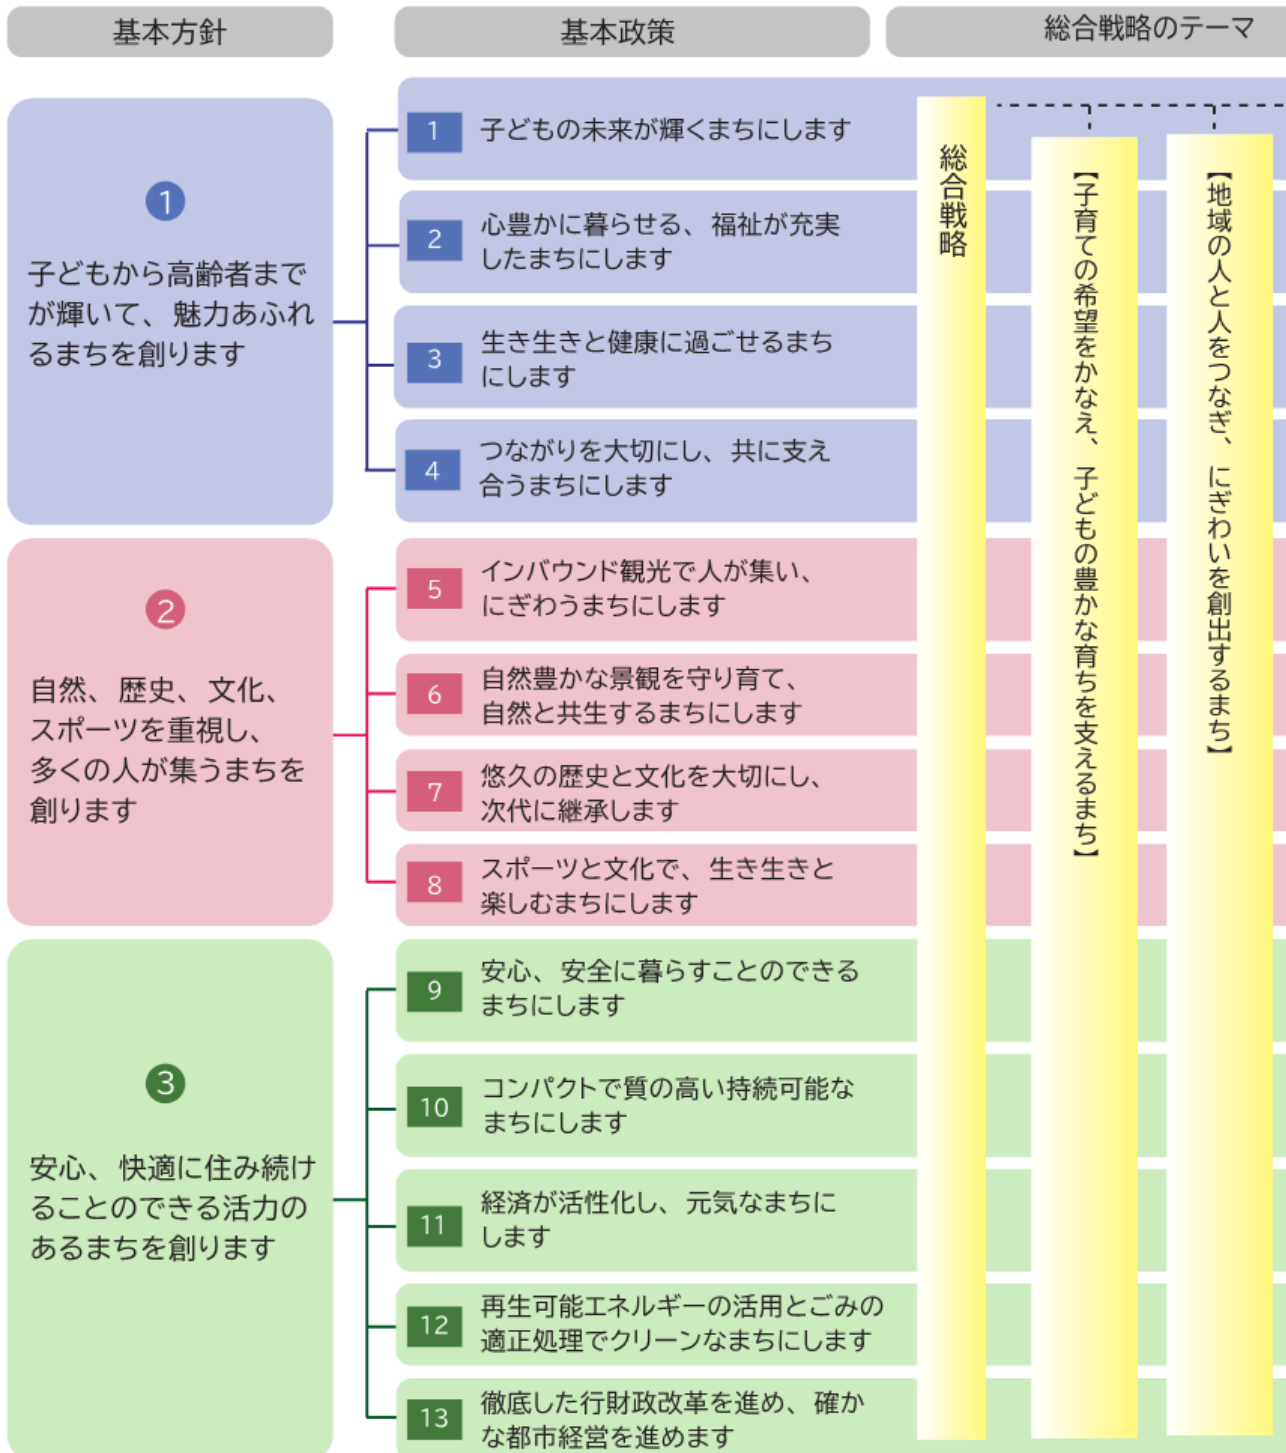 基本方針
基本政策
総合戦略のテーマ
1
子どもから高齢者まで
が輝いて、魅力あふれ
るまちを創ります
1
子どもの未来が輝くまちにします
2
心豊かに暮らせる、福祉が充実
したまちにします
3
生き生きと健康に過ごせるまち
にします
4
つながりを大切にし、共に支え
合うまちにします
2
自然、歴史、文化、
スポーツを重視し、
多くの人が集うまちを
創ります
5
インバウンド観光で人が集い、
にぎわうまちにします
6
自然豊かな景観を守り育て、
自然と共生するまちにします
7
悠久の歴史と文化を大切にし、
次代に継承します
8
スポーツと文化で、生き生きと
楽しむまちにします
3
安心、快適に住み続け
ることのできる活力の
あるまちを創ります
9
安心、安全に暮らすことのできる
まちにします
10
コンパクトで質の高い持続可能な
まちにします
11
経済が活性化し、元気なまちに
します
12
再生可能エネルギーの活用とごみの
適正処理でクリーンなまちにします
13
徹底した行財政改革を進め、確か
な都市経営を進めます
総合戦略
【子育ての希望をかなえ、子どもの豊かな育ちを支えるまち】
【地域の人と人をつなぎ、にぎわいを創出するまち】